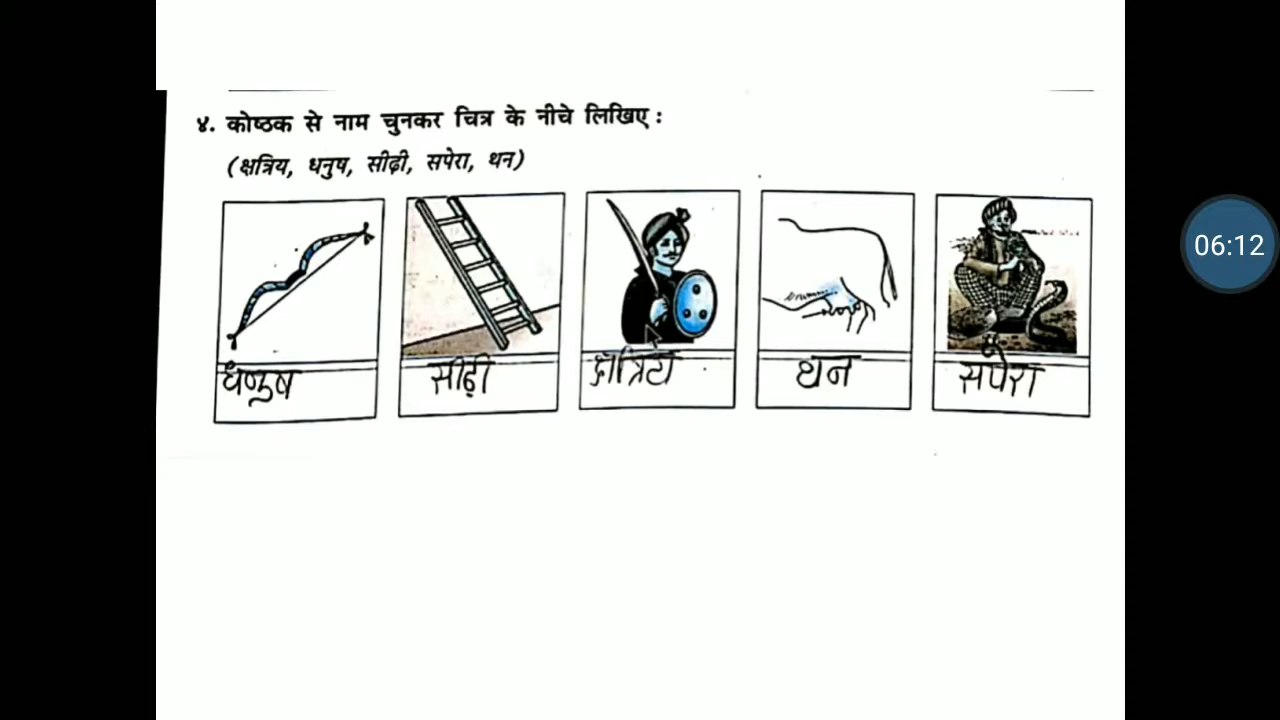 ४. कोष्ठक से नाम चुनकर चित्र के नीचे लिखिए :
(क्षत्रिय, धनुष, सीढ़ी, सपेरा, थन)
धनुष सीढ़ी क्षत्रिय थन सपेरा
06:12